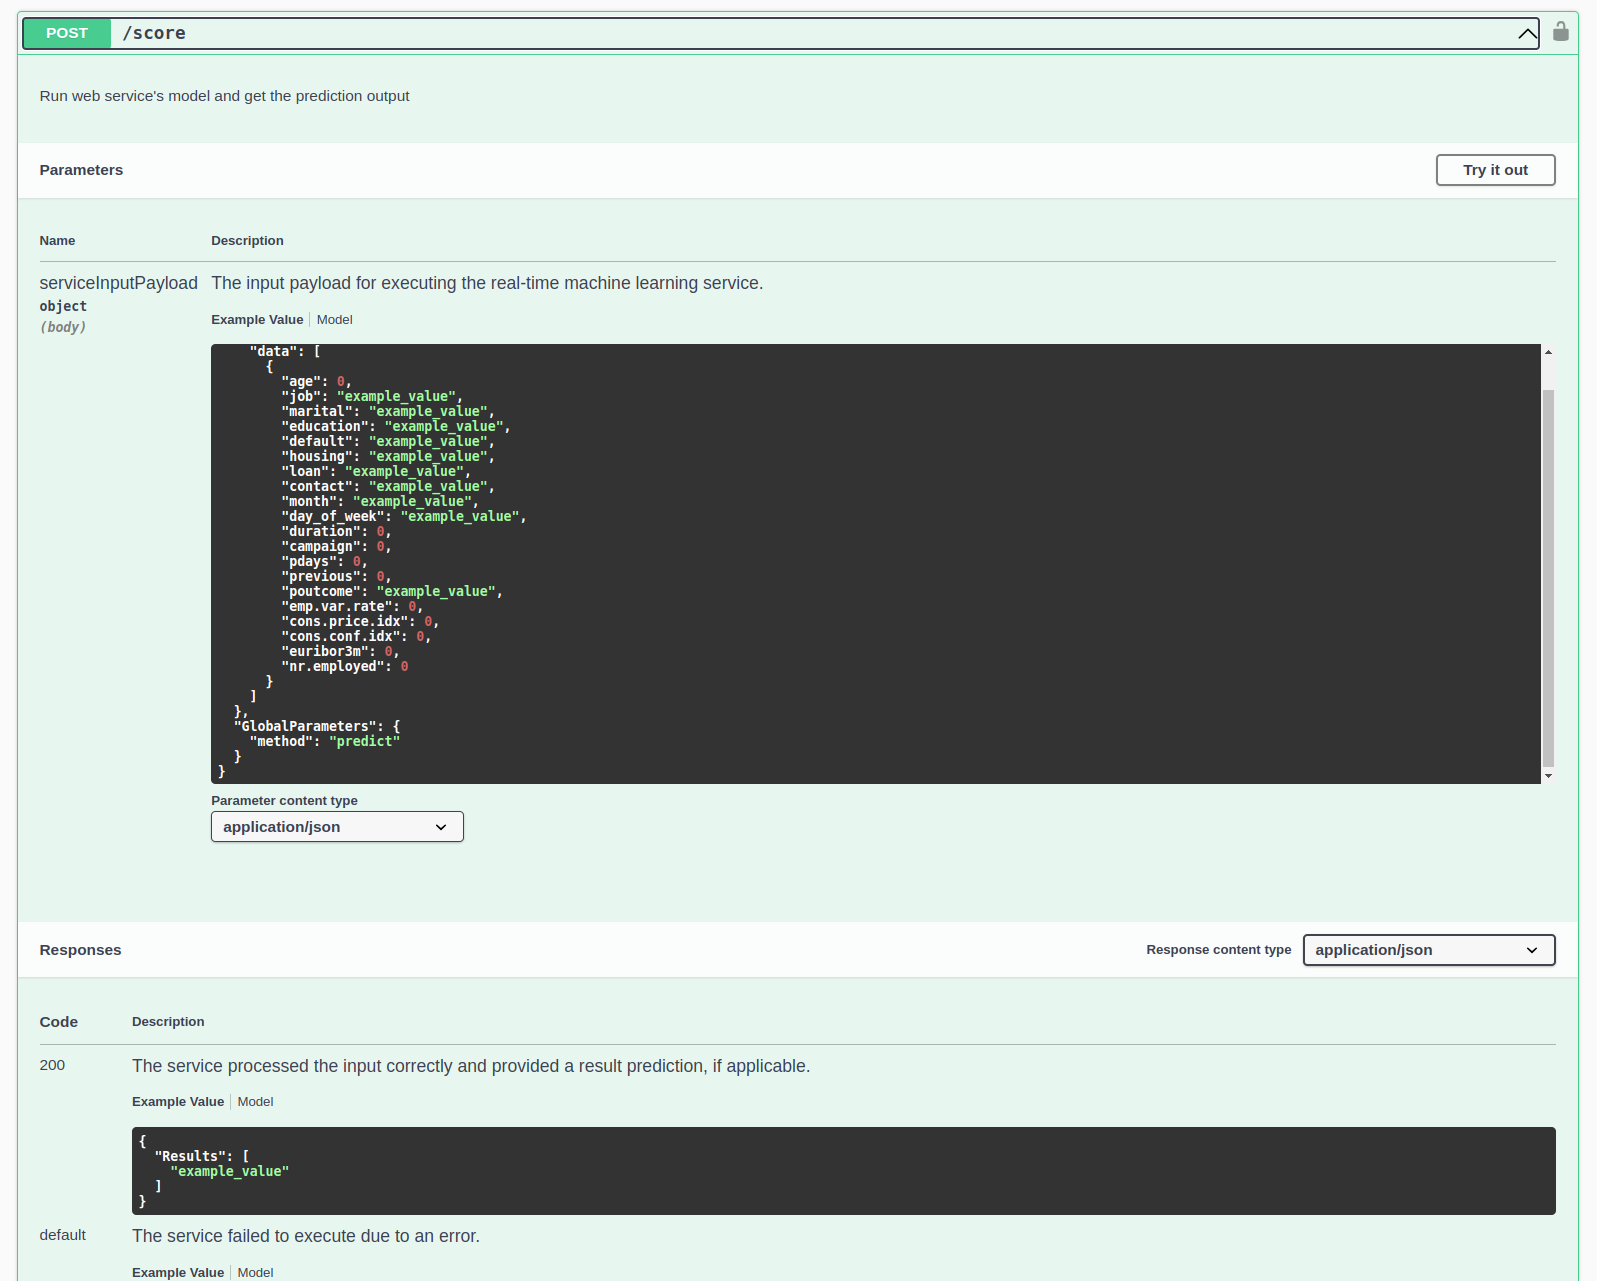 POST /score
Run web service's model and get the prediction output
Parameters
Try it out
Name Description
serviceInputPayload The input payload for executing the real-time machine learning service.
object
(body)
Example Value Model
"data": [
{
"age": 0,
"job": "example_value",
"marital": "example_value",
"education": "example_value",
"default": "example_value",
"housing": "example_value",
"loan": "example_value",
"contact": "example_value",
"month": "example_value",
"day_of_week": "example_value",
"duration": 0,
"campaign": 0,
"pdays": 0,
"previous": 0,
"poutcome": "example_value",
"emp.var.rate": 0,
"cons.price.idx": 0,
"cons.conf.idx": 0,
"euribor3m": 0,
"nr.employed": 0
}
]
},
"GlobalParameters": {
"method": "predict"
}
}
Parameter content type
application/json
Responses
Response content type application/json
Code Description
200 The service processed the input correctly and provided a result prediction, if applicable.
Example Value Model
{
"Results": [
"example_value"
]
}
default The service failed to execute due to an error.
Example Value Model